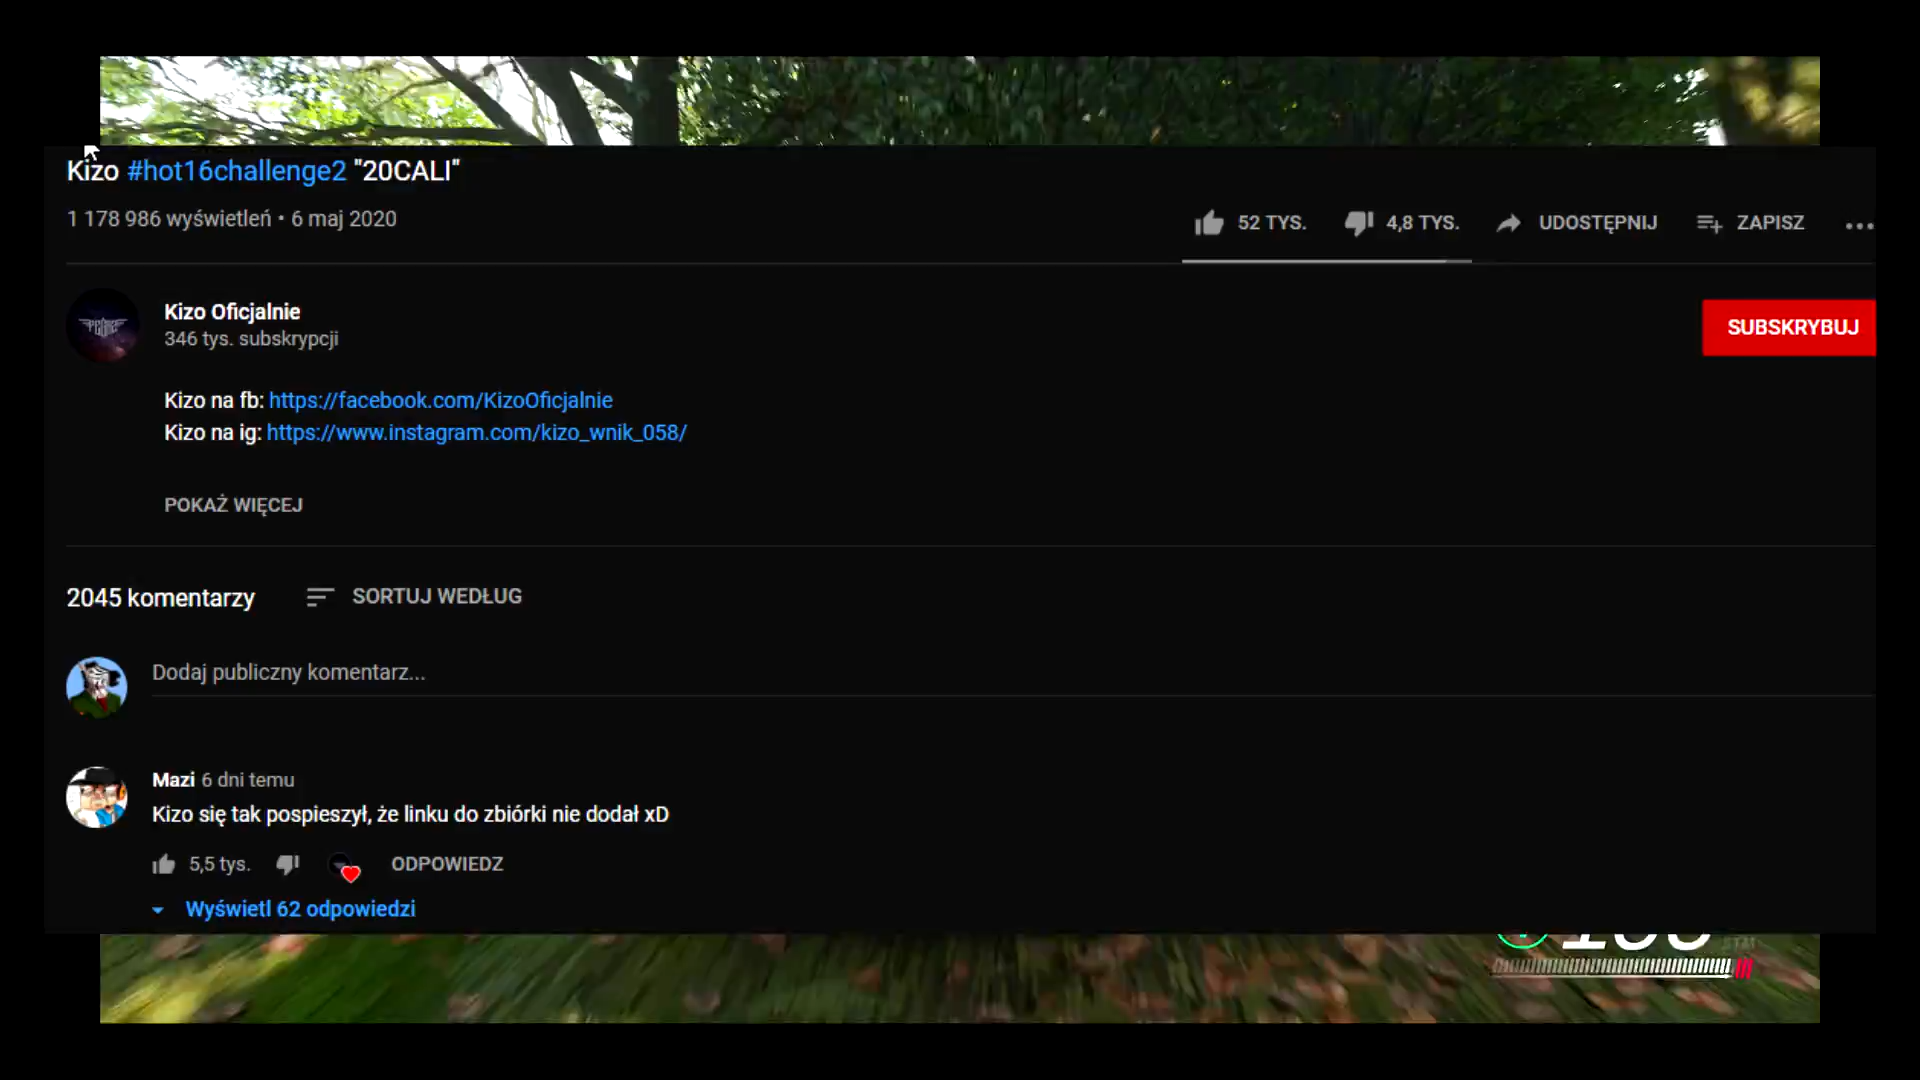 Kizo #hot16challenge2 "20CALI"
1 178 986 wyświetleń • 6 maj 2020
52 TYS. 4,8 TYS. UDOSTĘPNIJ ZAPISZ
Kizo Oficjalnie
346 tys. subskrypcji
SUBSKRYBUJ
Kizo na fb: https://facebook.com/KizoOficjalnie
Kizo na ig: https://www.instagram.com/kizo_wnik_058/
POKAŻ WIĘCEJ
2045 komentarzy SORTUJ WEDŁUG
Dodaj publiczny komentarz...
Mazi 6 dni temu
Kizo się tak pospieszył, że linku do zbiórki nie dodał xD
5,5 tys. ODPOWIEDZ
Wyświetl 62 odpowiedzi